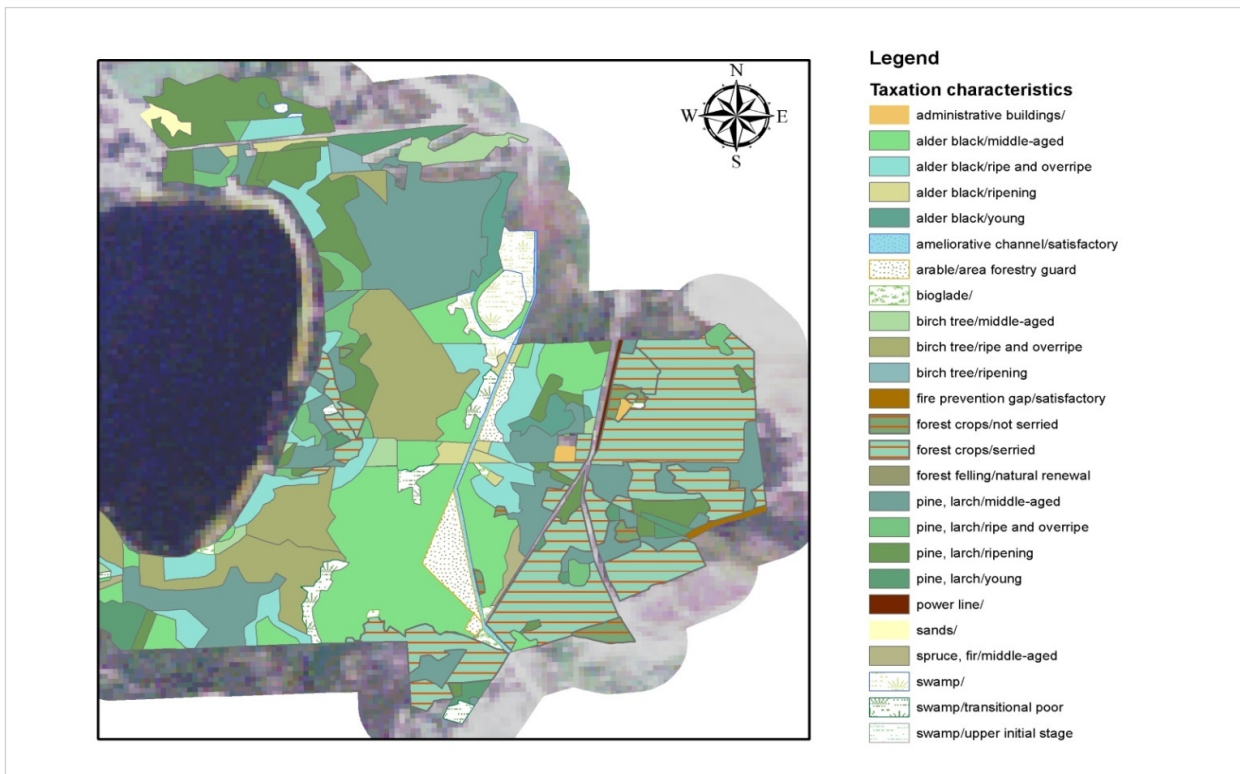 N
W E
S
Legend
Taxation characteristics
administrative buildings/
alder black/middle-aged
alder black/ripe and overripe
alder black/ripening
alder black/young
ameliorative channel/satisfactory
arable/area forestry guard
bioglade/
birch tree/middle-aged
birch tree/ripe and overripe
birch tree/ripening
fire prevention gap/satisfactory
forest crops/not serried
forest crops/serried
forest felling/natural renewal
pine, larch/middle-aged
pine, larch/ripe and overripe
pine, larch/ripening
pine, larch/young
power line/
sands/
spruce, fir/middle-aged
swamp/
swamp/transitional poor
swamp/upper initial stage